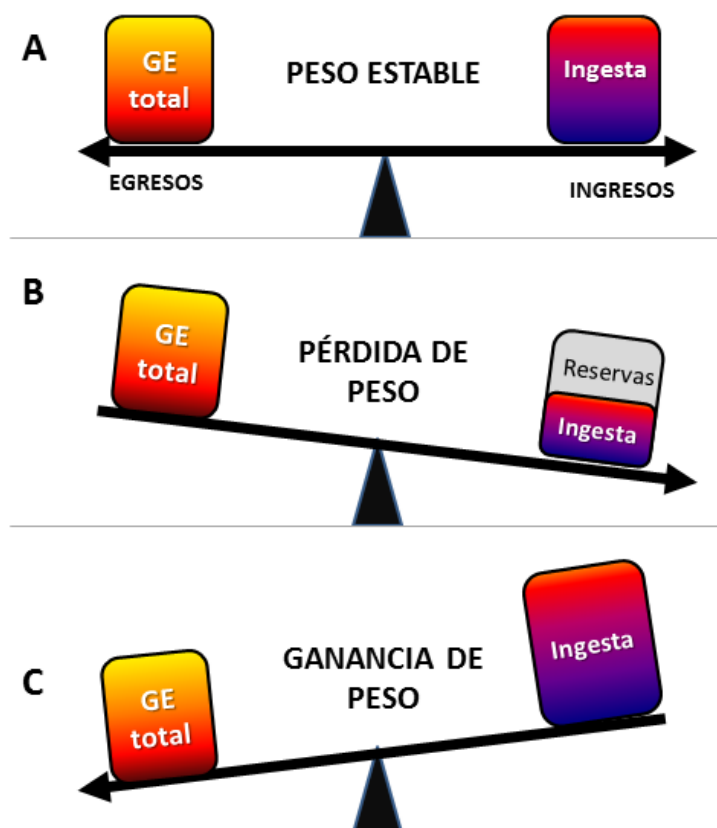 A
GE
total
PESO ESTABLE
Ingesta
EGRESOS
INGRESOS
B
GE
total
PÉRDIDA DE
PESO
Reservas
Ingesta
C
GE
total
GANANCIA DE
PESO
Ingesta